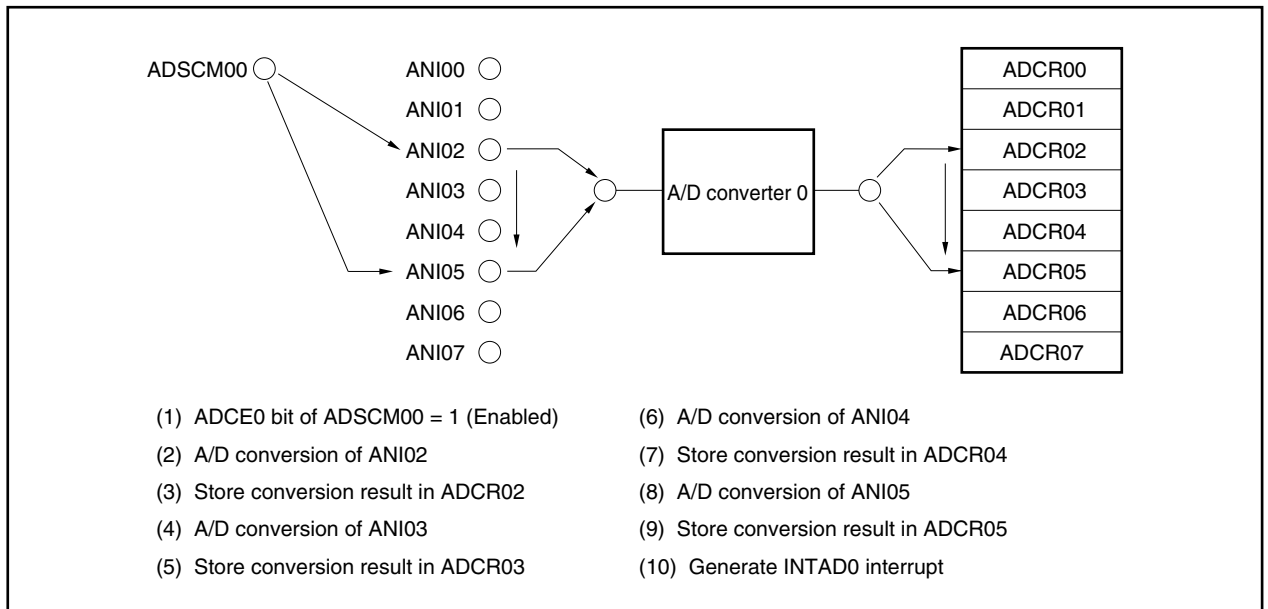 ADSCM00
ANI00
ANI01
ANI02
ANI03
ANI04
ANI05
ANI06
ANI07
A/D converter 0
ADCR00
ADCR01
ADCR02
ADCR03
ADCR04
ADCR05
ADCR06
ADCR07
(1) ADCE0 bit of ADSCM00 = 1 (Enabled)
(2) A/D conversion of ANI02
(3) Store conversion result in ADCR02
(4) A/D conversion of ANI03
(5) Store conversion result in ADCR03
(6) A/D conversion of ANI04
(7) Store conversion result in ADCR04
(8) A/D conversion of ANI05
(9) Store conversion result in ADCR05
(10) Generate INTAD0 interrupt